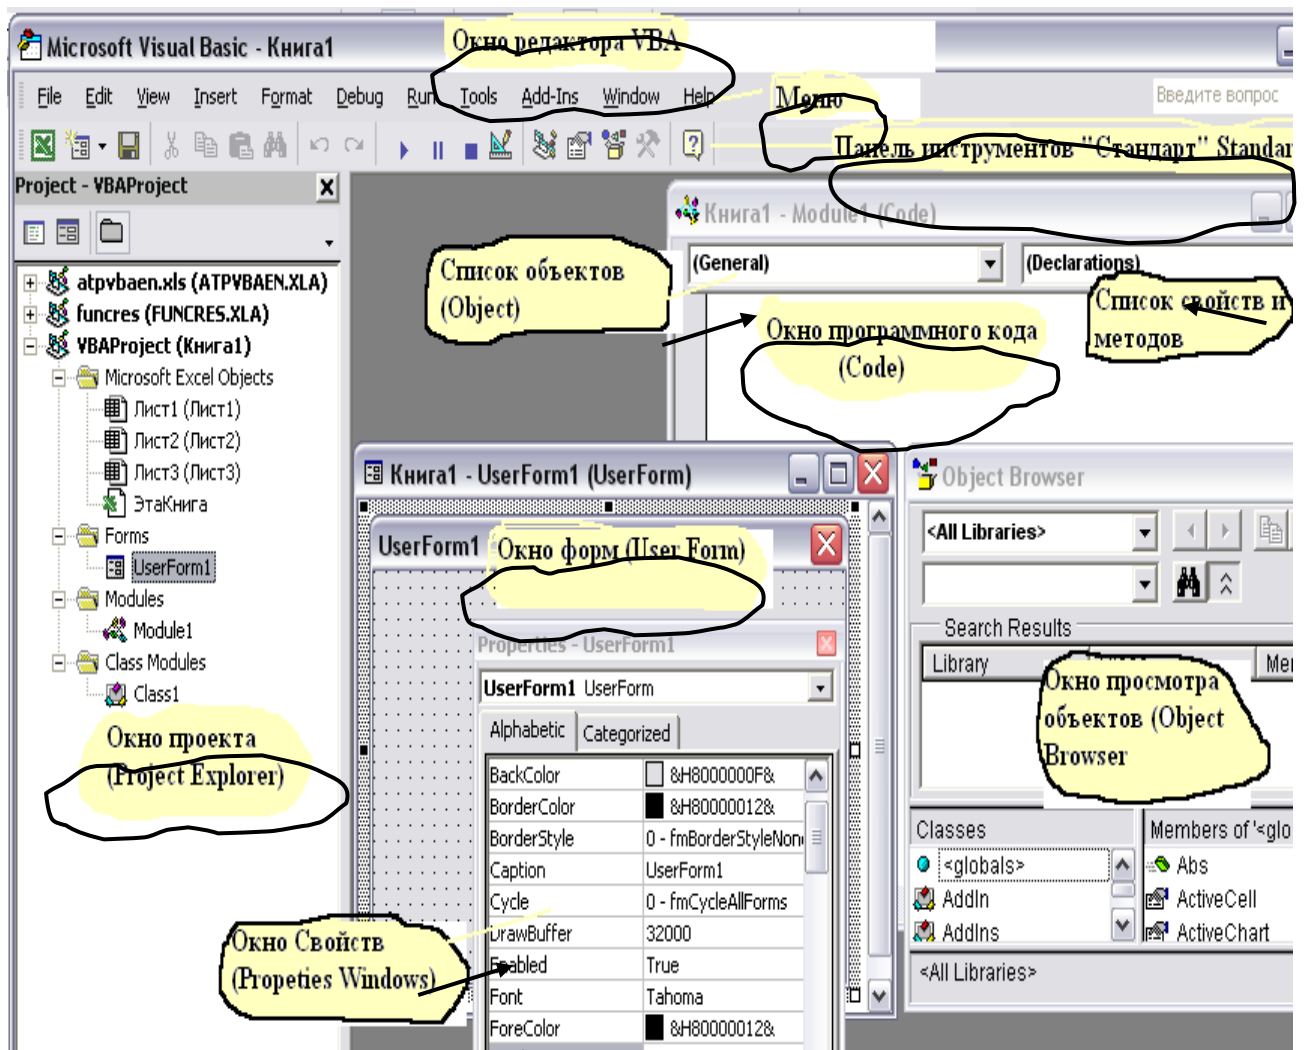 Microsoft Visual Basic - Книга1
Окно редактора VBA
File Edit View Insert Format Debug Run Tools Add-Ins Window Help
Меню
Введите вопрос
Панель инструментов "Стандарт" Standar
Project - VBAProject
atpvbaen.xls (ATPVBAEN.XLA)
funcres (FUNCRES.XLA)
VBAProject (Книга1)
Microsoft Excel Objects
Лист1 (Лист1)
Лист2 (Лист2)
Лист3 (Лист3)
ЭтаКнига
Forms
UserForm1
Modules
Module1
Class Modules
Class1
Окно проекта
(Project Explorer)
Книга1 - Module1 (Code)
(General)
(Declarations)
Список объектов
(Object)
Окно программного кода
(Code)
Список свойств и
методов
Книга1 - UserForm1 (UserForm)
UserForm1
Окно форм (User Form)
Properties - UserForm1
UserForm1 UserForm
Alphabetic Categorized
BackColor &H8000000F&
BorderColor &H80000012&
BorderStyle 0 - fmBorderStyleNon
Caption UserForm1
Cycle 0 - fmCycleAllForms
DrawBuffer 32000
Enabled True
Font Tahoma
ForeColor &H80000012&
Окно Свойств
(Propeties Windows)
Object Browser
<All Libraries>
Search Results
Library
Окно просмотра
объектов (Object
Browser
Classes
<globals>
AddIn
AddIns
Members of '<glo
Abs
ActiveCell
ActiveChart
<All Libraries>